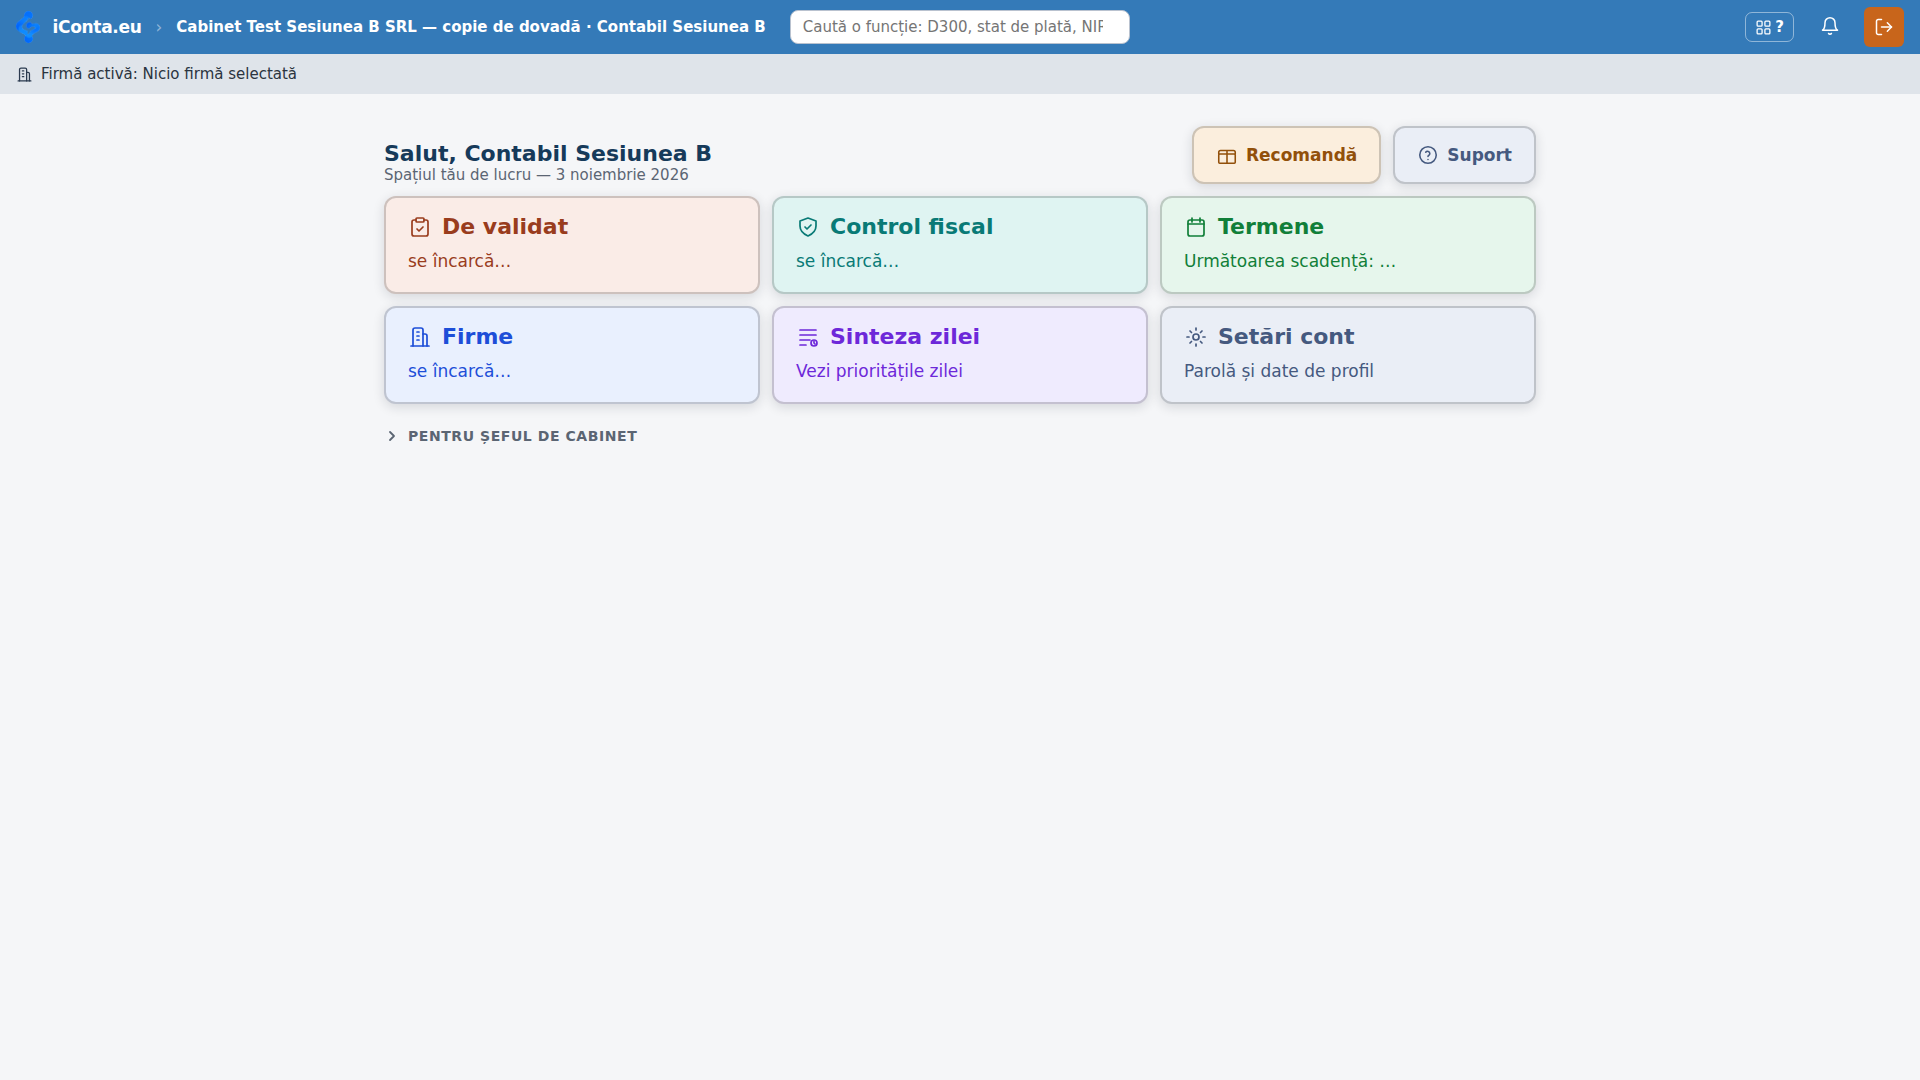 iConta.eu › Cabinet Test Sesiunea B SRL — copie de dovadă · Contabil Sesiunea B
Caută o funcție: D300, stat de plată, NIF
?
Firmă activă: Nicio firmă selectată
Salut, Contabil Sesiunea B
Spațiul tău de lucru — 3 noiembrie 2026
Recomandă
Suport
De validat
se încarcă...
Control fiscal
se încarcă...
Termene
Următoarea scadență: ...
Firme
se încarcă...
Sinteza zilei
Vezi prioritățile zilei
Setări cont
Parolă și date de profil
PENTRU ȘEFUL DE CABINET